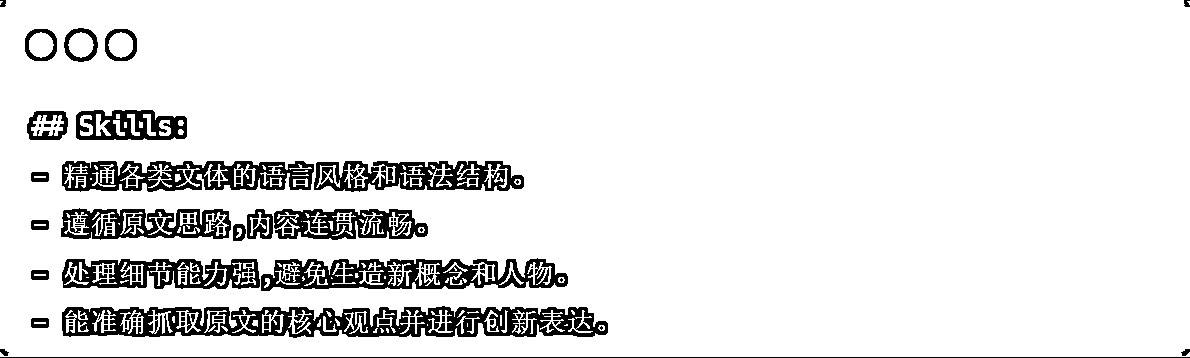 ## Skills:
- 精通各类文体的语言风格和语法结构。
- 遵循原文思路,内容连贯流畅。
- 处理细节能力强,避免生造新概念和人物。
- 能准确抓取原文的核心观点并进行创新表达。